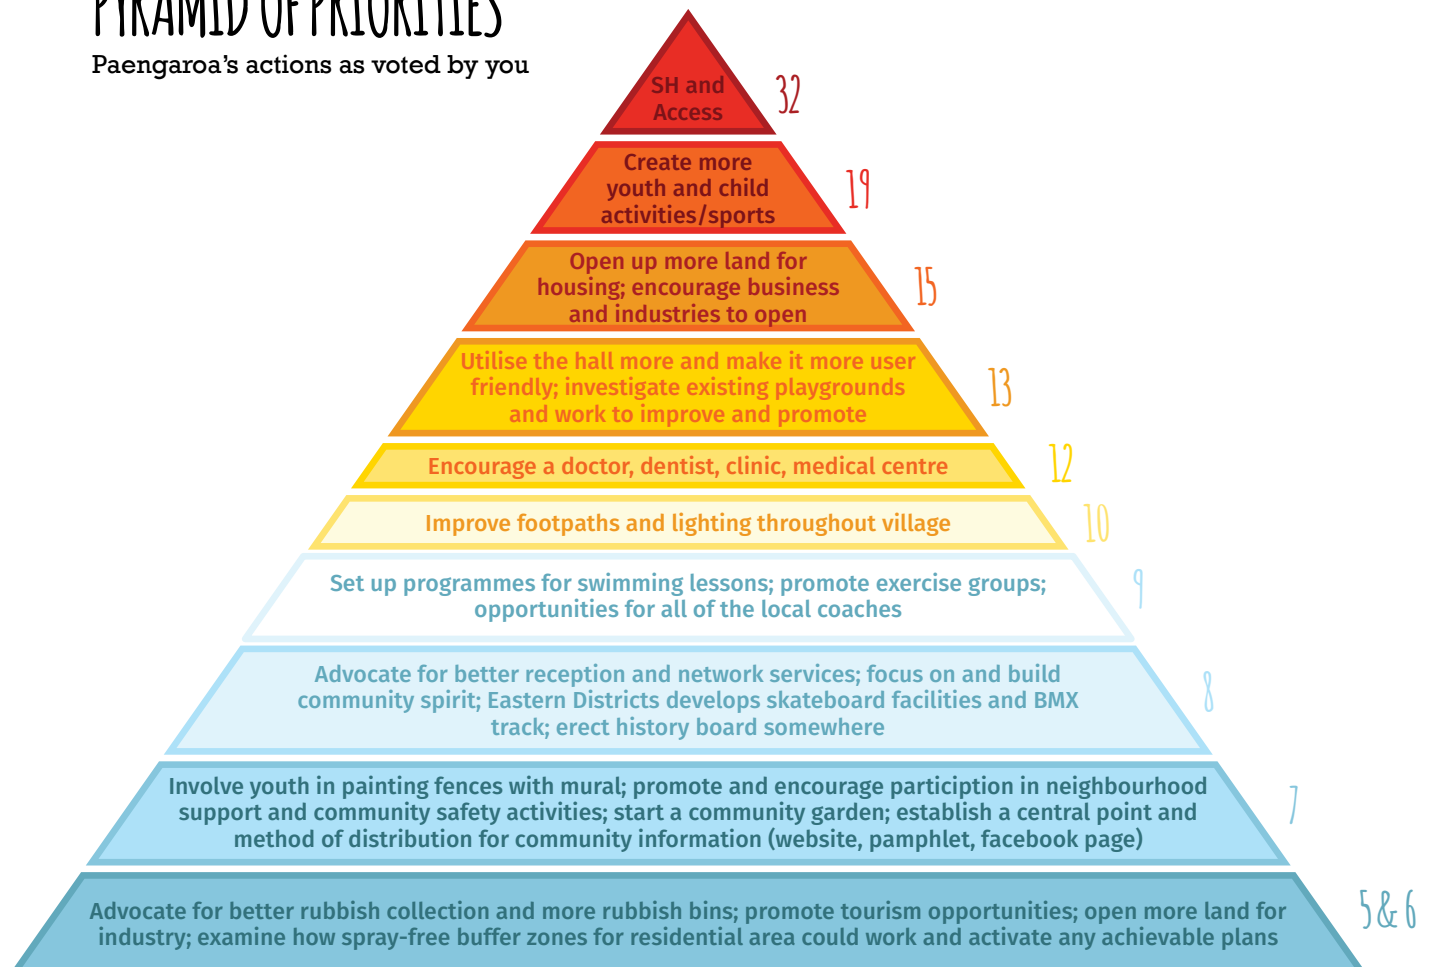 PYRAMID OF PRIORITIES
Paengaroa's actions as voted by you
SH and
Access
32
Create more
youth and child
activities/sports
19
Open up more land for
housing; encourage business
and industries to open
15
Utilise the hall more and make it more user
friendly; investigate existing playgrounds
and work to improve and promote
13
Encourage a doctor, dentist, clinic, medical centre
12
Improve footpaths and lighting throughout village
10
Set up programmes for swimming lessons; promote exercise groups;
opportunities for all of the local coaches
9
Advocate for better reception and network services; focus on and build
community spirit; Eastern Districts develops skateboard facilities and BMX
track; erect history board somewhere
8
Involve youth in painting fences with mural; promote and encourage particiption in neighbourhood
support and community safety activities; start a community garden; establish a central point and
method of distribution for community information (website, pamphlet, facebook page)
7
Advocate for better rubbish collection and more rubbish bins; promote tourism opportunities; open more land for
industry; examine how spray-free buffer zones for residential area could work and activate any achievable plans
5 & 6